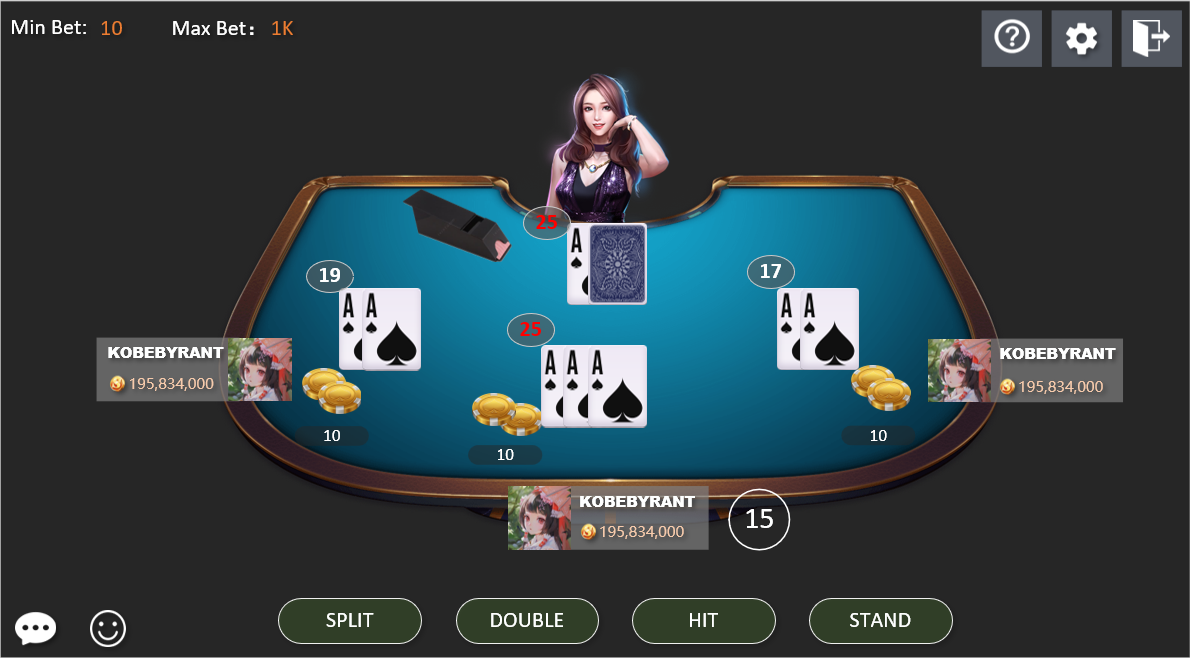 Min Bet: 10 Max Bet: 1K
25
A
19
A A
17
A A
25
A A A
KOBEBYRANT
195,834,000
KOBEBYRANT
195,834,000
10
10
10
KOBEBYRANT
195,834,000
15
SPLIT DOUBLE HIT STAND